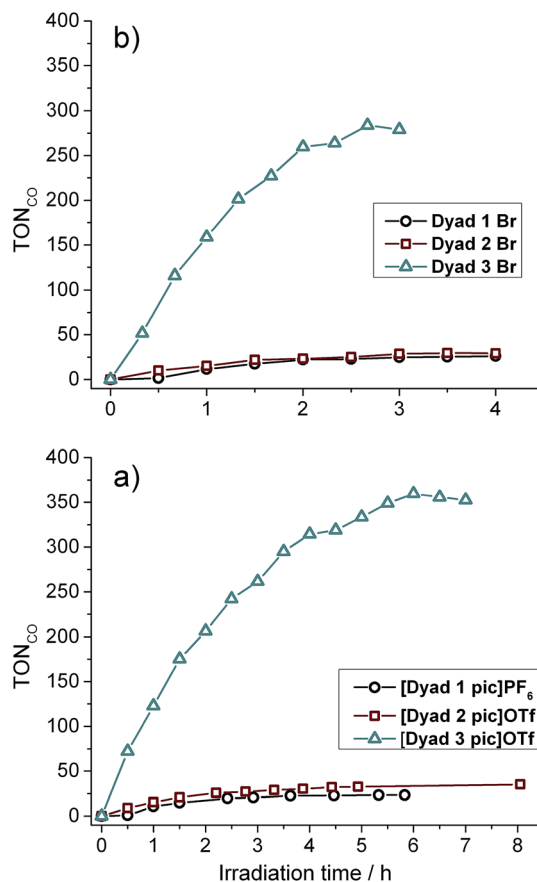 b)
400
350
300
250
200
150
100
50
0
TON_CO
Dyad 1 Br
Dyad 2 Br
Dyad 3 Br
0 1 2 3 4
a)
400
350
300
250
200
150
100
50
0
TON_CO
[Dyad 1 pic]PF₆
[Dyad 2 pic]OTf
[Dyad 3 pic]OTf
0 1 2 3 4 5 6 7 8
Irradiation time / h